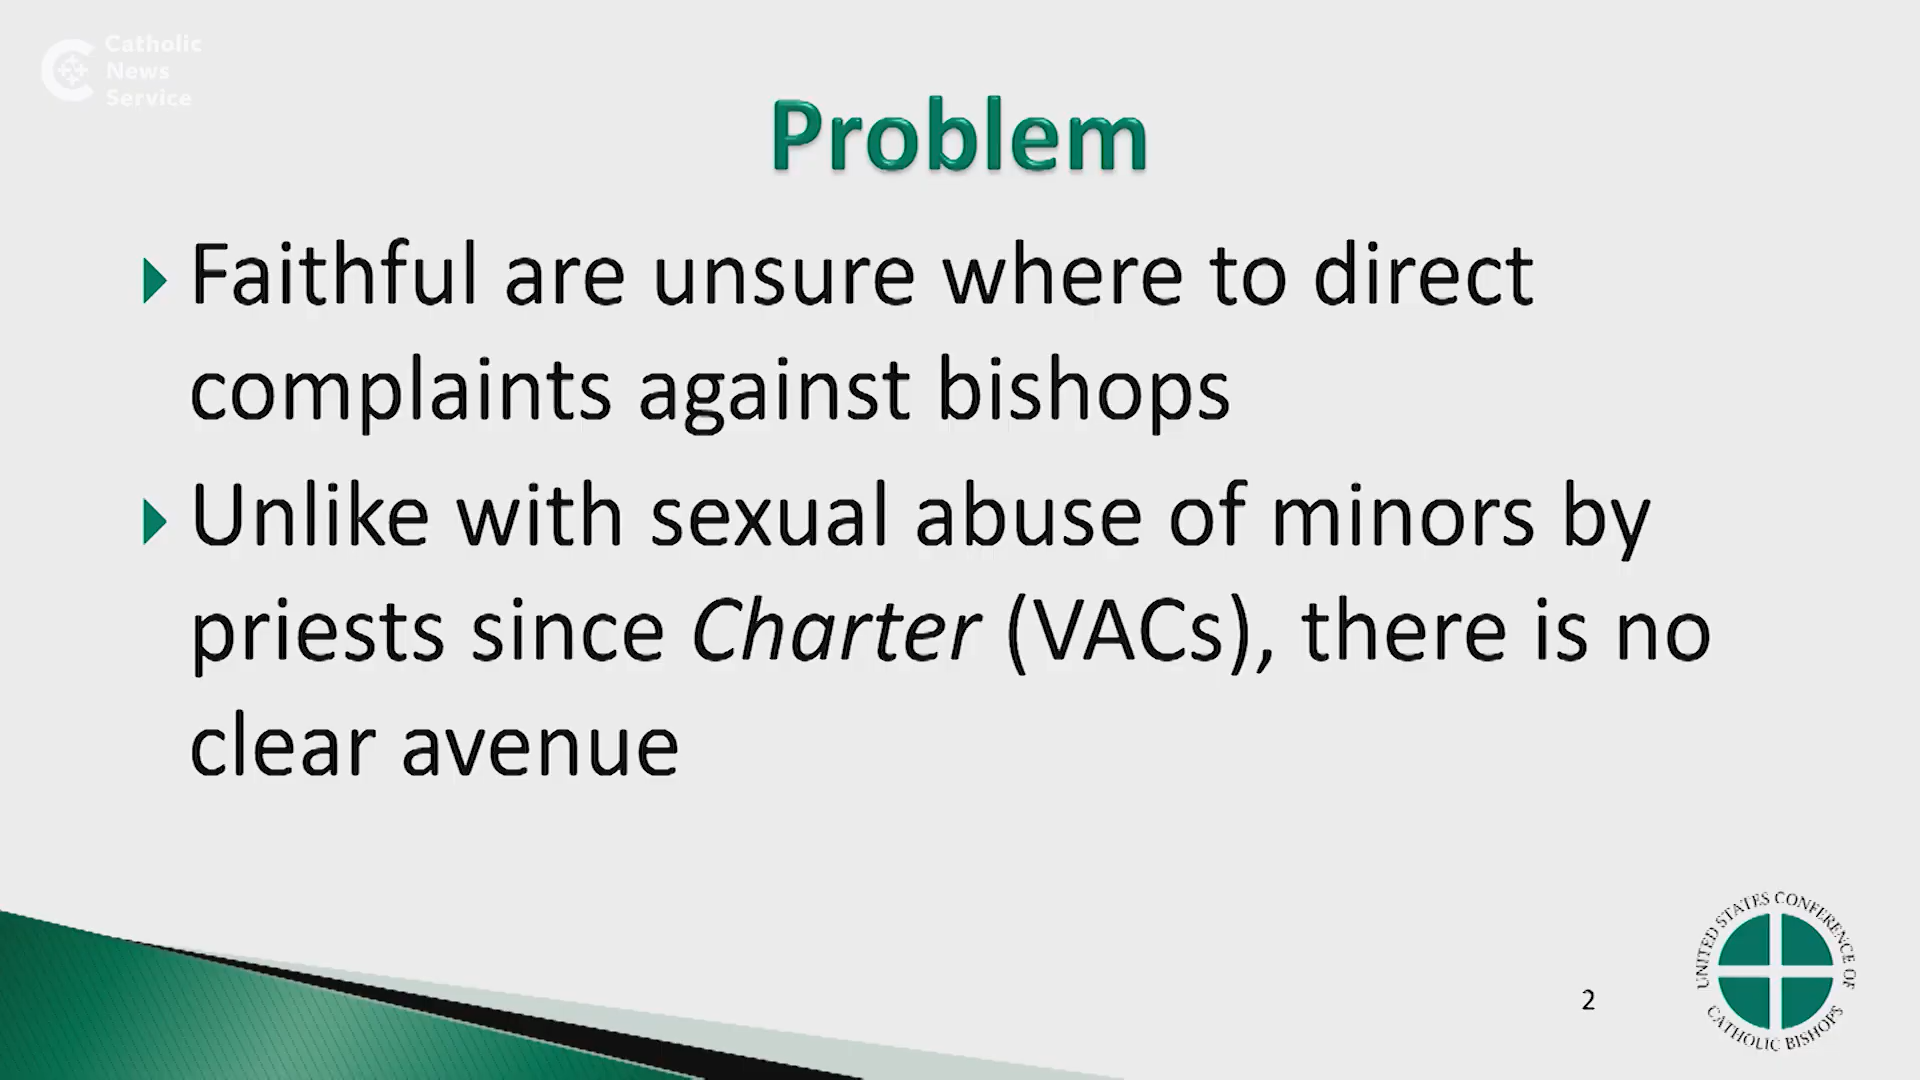 Catholic
News
Service
Problem
Faithful are unsure where to direct
complaints against bishops
Unlike with sexual abuse of minors by
priests since Charter (VACs), there is no
clear avenue
2
UNITED STATES CONFERENCE OF
CATHOLIC BISHOPS